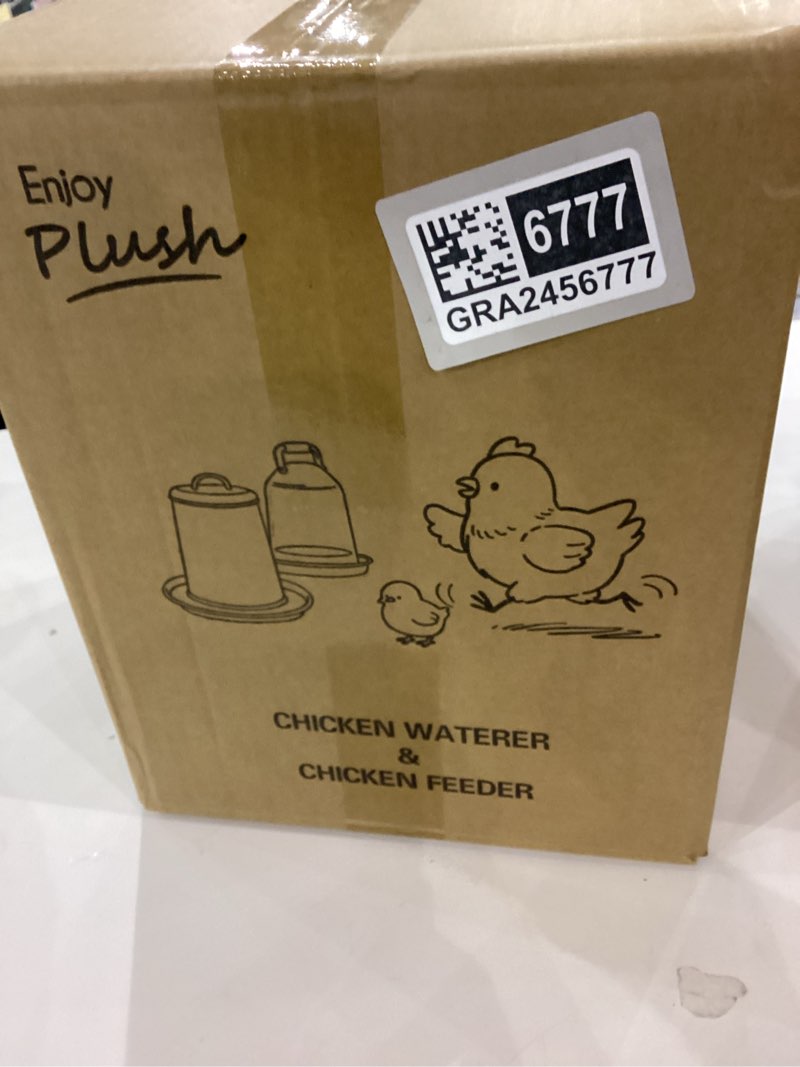 Enjoy
Plush
6777
GRA2456777
CHICKEN WATERER
&
CHICKEN FEEDER